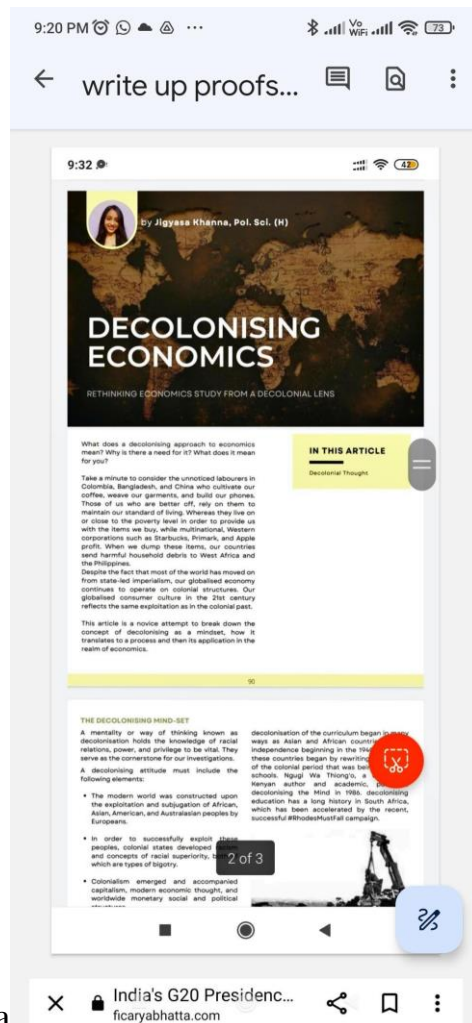 9:20 PM
Vo
WiFi
73
write up proofs...
9:32
42
by Jigyasa Khanna, Pol. Sci. (H)
DECOLONISING
ECONOMICS
RETHINKING ECONOMICS STUDY FROM A DECOLONIAL LENS
What does a decolonising approach to economics
mean? Why is there a need for it? What does it mean
for you?
Take a minute to consider the unnoticed labourers in
Colombia, Bangladesh, and China who cultivate our
coffee, weave our garments, and build our phones.
Those of us who are better off, rely on them to
maintain our standard of living. Whereas they live on
or close to the poverty level in order to provide us
with the items we buy, while multinational, Western
corporations such as Starbucks, Primark, and Apple
profit. When we dump these items, our countries
send harmful household debris to West Africa and
the Philippines.
Despite the fact that most of the world has moved on
from state-led imperialism, our globalised economy
continues to operate on colonial structures. Our
globalised consumer culture in the 21st century
reflects the same exploitation as in the colonial past.
This article is a novice attempt to break down the
concept of decolonising as a mindset, how it
translates to a process and then its application in the
realm of economics.
IN THIS ARTICLE
Decolonial Thought
90
THE DECOLONISING MIND-SET
A mentality or way of thinking known as
decolonisation holds the knowledge of racial
relations, power, and privilege to be vital. They
serve as the cornerstone for our investigations.
A decolonising attitude must include the
following elements:
• The modern world was constructed upon
the exploitation and subjugation of African,
Asian, American, and Australasian peoples by
Europeans.
• In order to successfully exploit these
peoples, colonial states developed racism
and concepts of racial superiority,
which are types of bigotry.
• Colonialism emerged and accompanied
capitalism, modern economic thought, and
worldwide monetary social and political
decolonisation of the curriculum began in many
ways as Asian and African countries
independence beginning in the
these countries began by rewriting
of the colonial period that was
schools. Ngugi Wa Thiong'o, a
Kenyan author and academic,
decolonising the Mind in 1986. decolonising
education has a long history in South Africa,
which has been accelerated by the recent,
successful #RhodesMustFall campaign.
2 of 3
India's G20 Presidenc...
ficaryabhatta.com
a